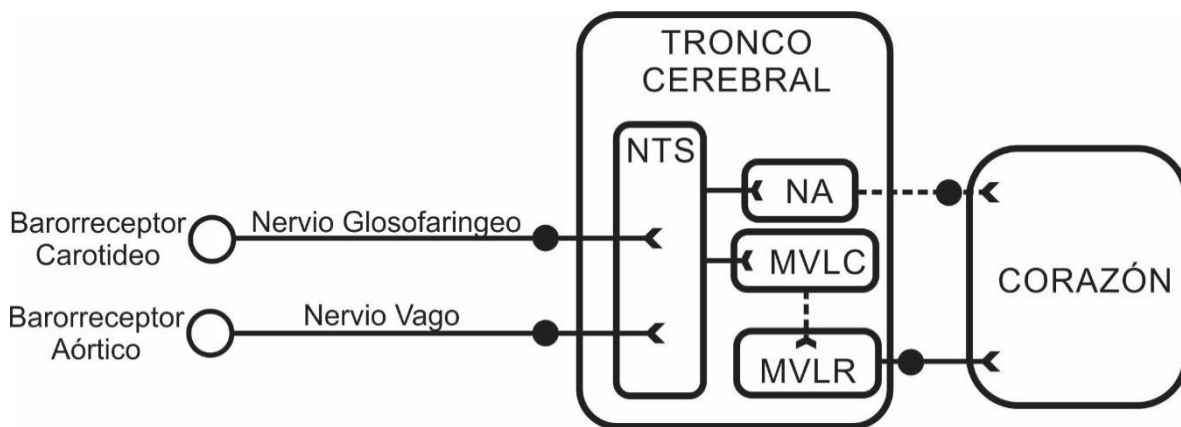 TRONCO
CEREBRAL
NTS
NA
Barorreceptor
Carotideo
Nervio Glosofaringeo
MVLC
CORAZÓN
Barorreceptor
Aórtico
Nervio Vago
MVLR